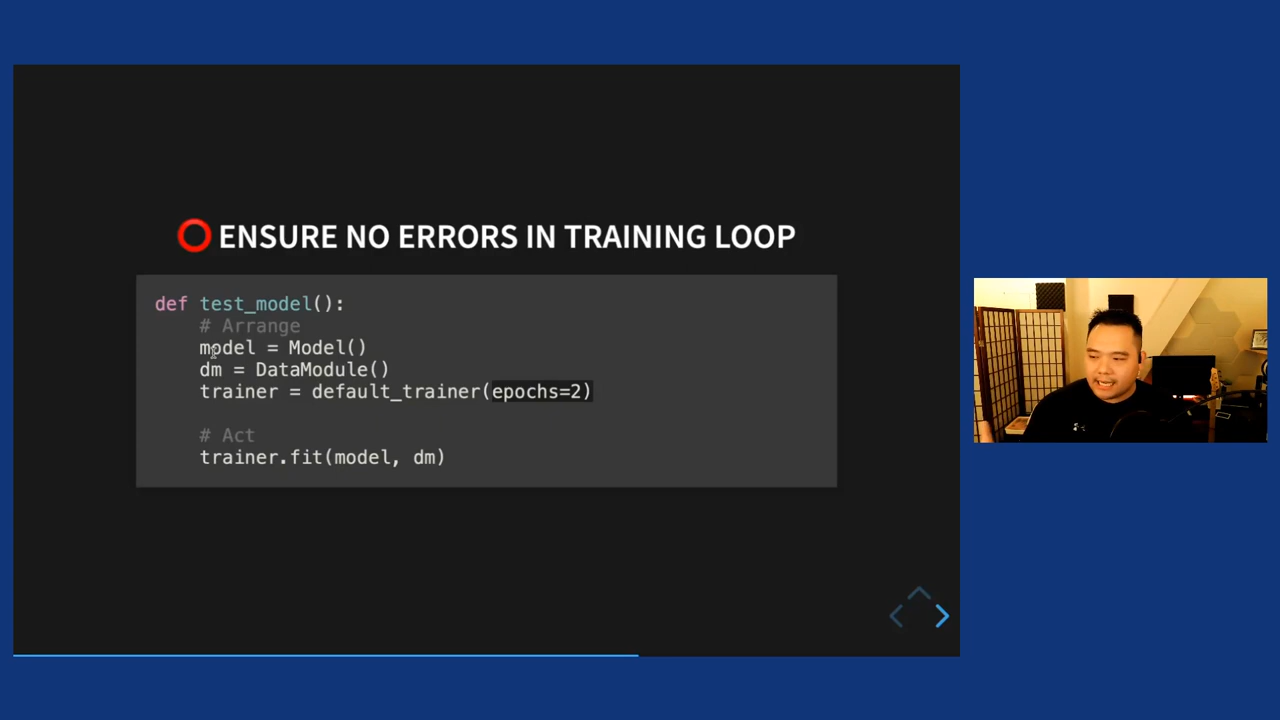 ⭕ ENSURE NO ERRORS IN TRAINING LOOP
def test_model():
# Arrange
model = Model()
dm = DataModule()
trainer = default_trainer(epochs=2)
# Act
trainer.fit(model, dm)